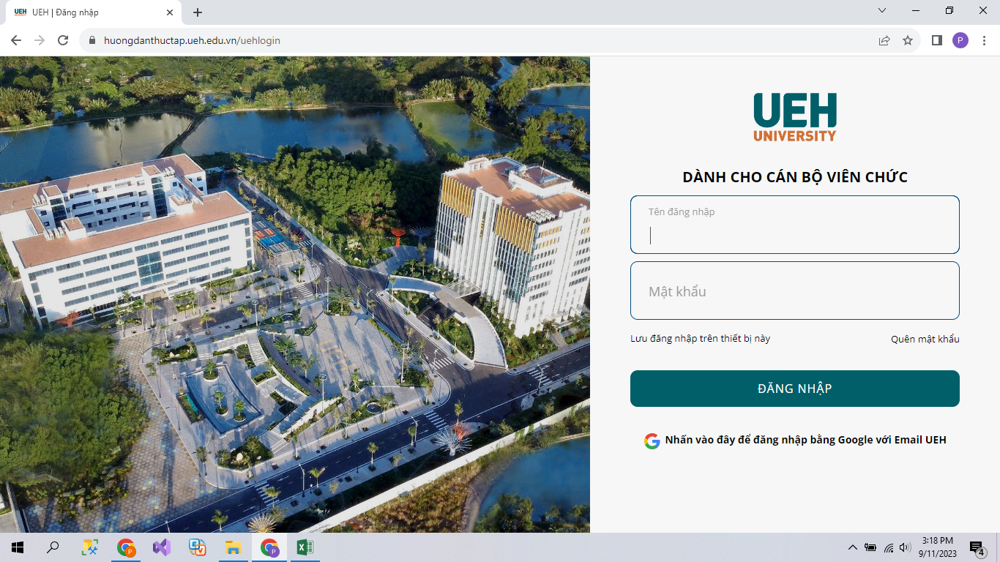 UEH | Đăng nhập
huongdanthuctap.ueh.edu.vn/uehlogin
P
UEH
UNIVERSITY
DÀNH CHO CÁN BỘ VIÊN CHỨC
Tên đăng nhập
Mật khẩu
Lưu đăng nhập trên thiết bị này
Quên mật khẩu
ĐĂNG NHẬP
Nhấn vào đây để đăng nhập bằng Google với Email UEH
3:18 PM
9/11/2023
4